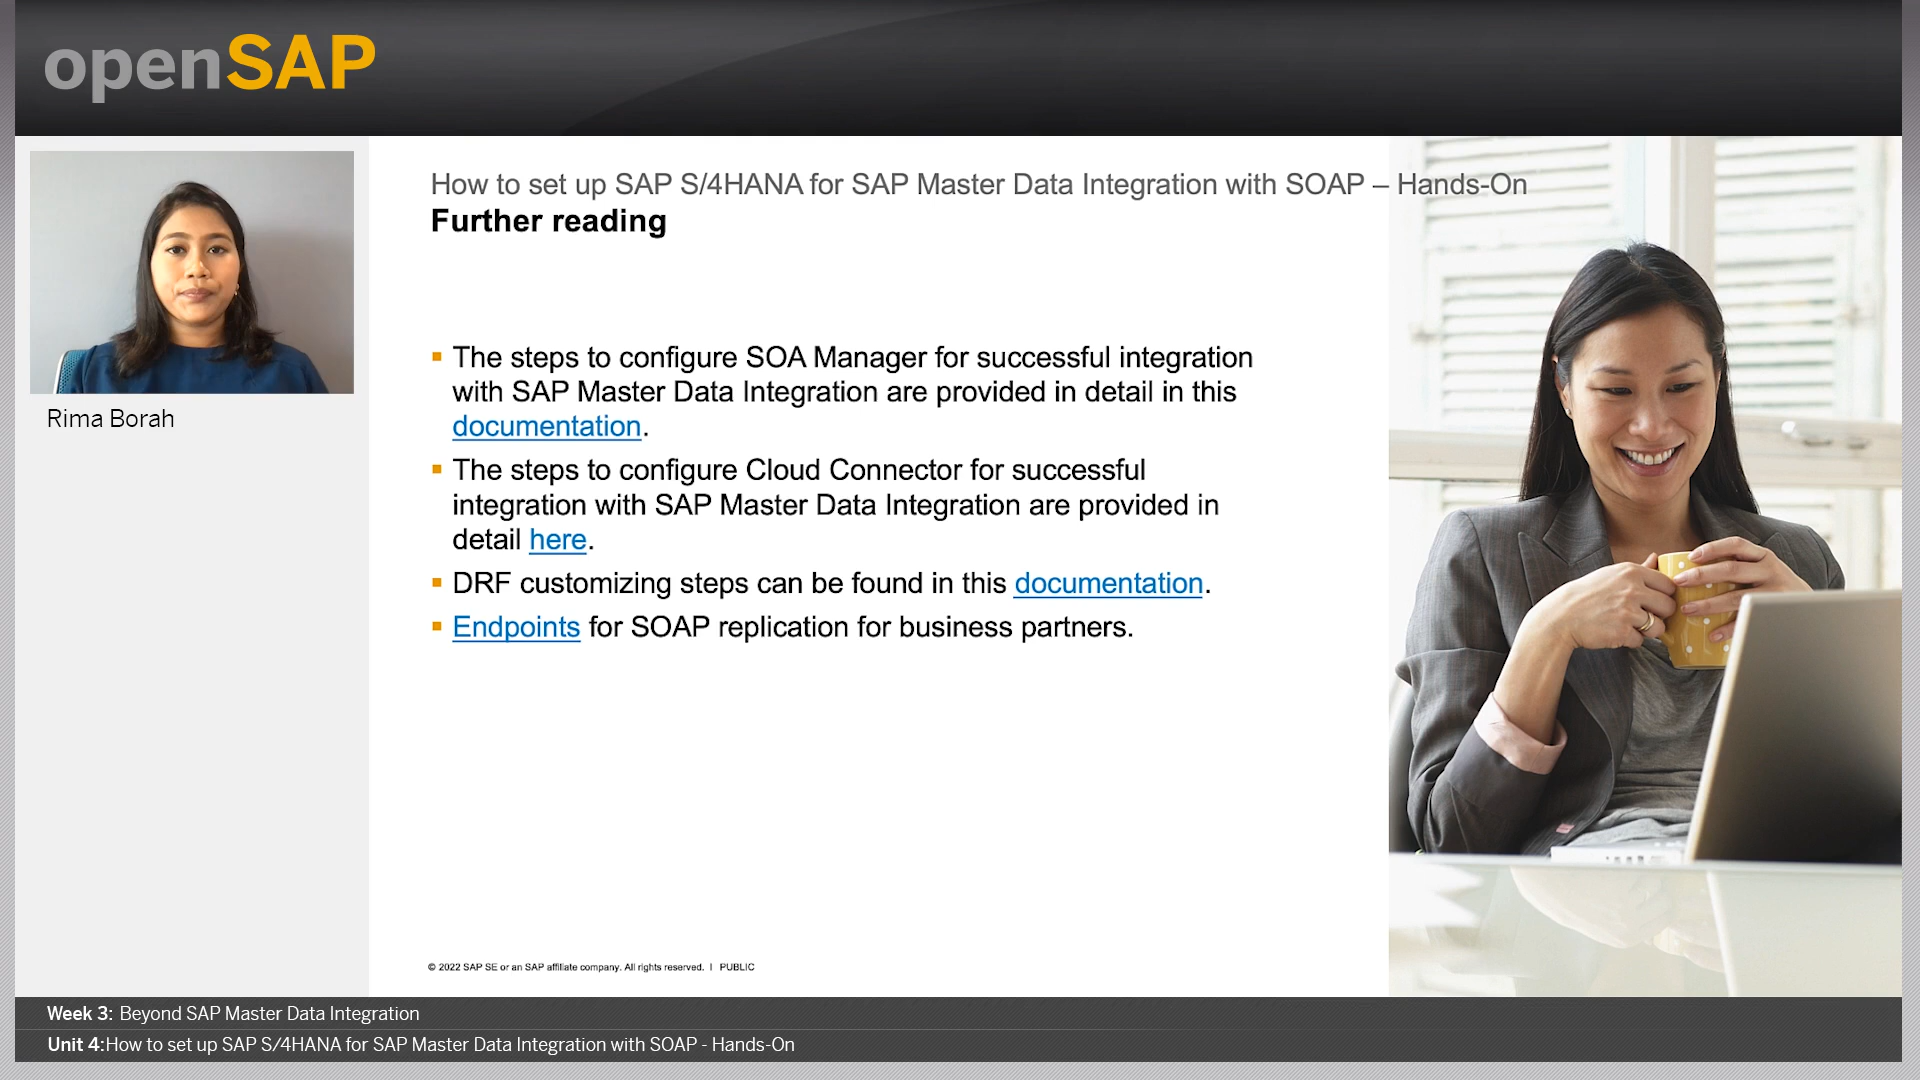 openSAP
Rima Borah
How to set up SAP S/4HANA for SAP Master Data Integration with SOAP – Hands-On
Further reading
▪ The steps to configure SOA Manager for successful integration
with SAP Master Data Integration are provided in detail in this
documentation.
▪ The steps to configure Cloud Connector for successful
integration with SAP Master Data Integration are provided in
detail here.
▪ DRF customizing steps can be found in this documentation.
▪ Endpoints for SOAP replication for business partners.
© 2022 SAP SE or an SAP affiliate company. All rights reserved. I PUBLIC
Week 3: Beyond SAP Master Data Integration
Unit 4:How to set up SAP S/4HANA for SAP Master Data Integration with SOAP - Hands-On